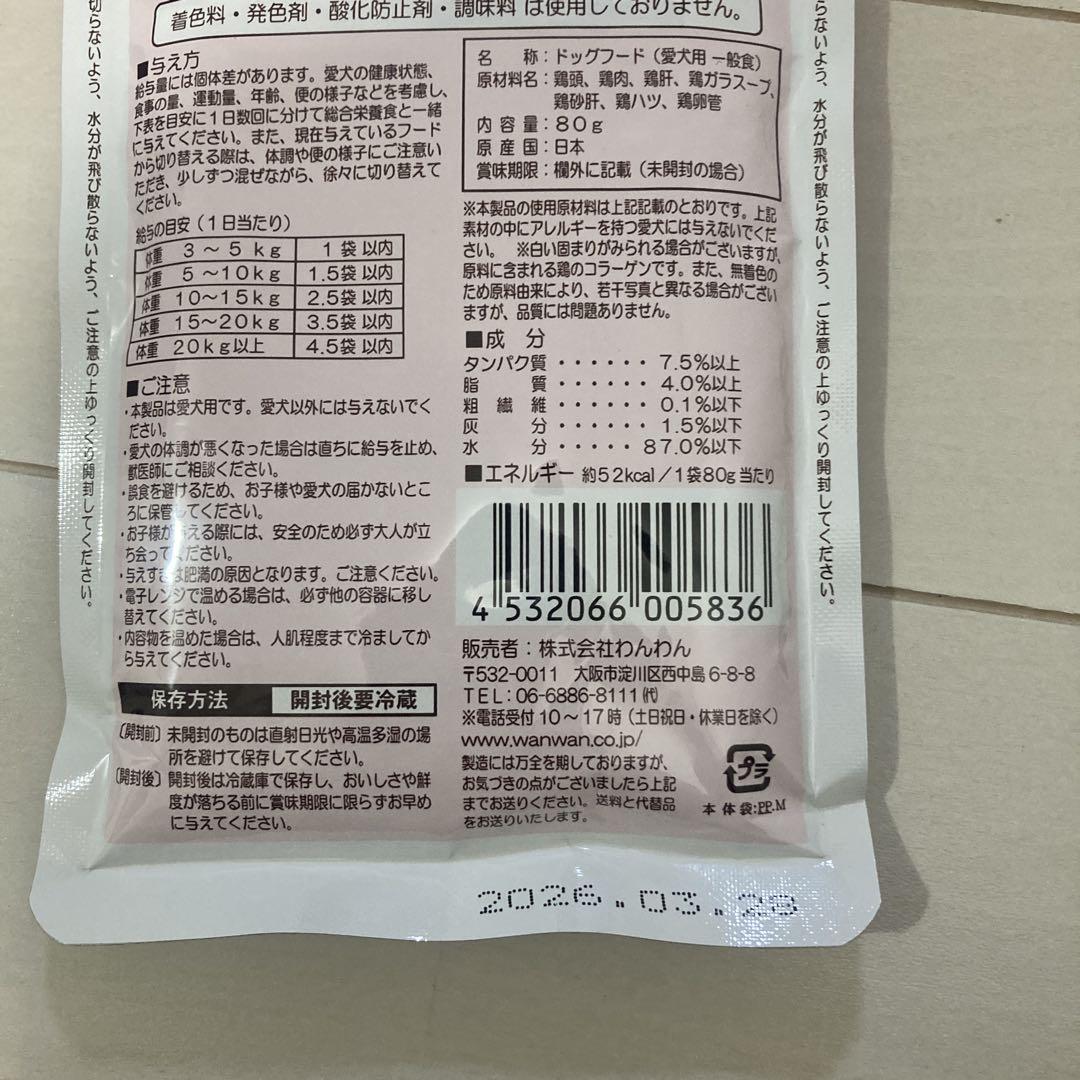 着色料・発色剤・酸化防止剤・調味料 は使用しておりません。
■与え方
給与量には個体差があります。愛犬の健康状態、
食事の量、運動量、年齢、便の様子などを考慮し、
下表を目安に1日数回に分けて総合栄養食と一緒
に与えてください。また、現在与えているフード
から切り替える際は、体調や便の様子にご注意い
ただき、少しずつ混ぜながら、徐々に切り替えて
ください。
給与の目安（1日当たり）
体重 3～5kg 1袋以内
体重 5～10kg 1.5袋以内
体重 10～15kg 2.5袋以内
体重 15～20kg 3.5袋以内
体重 20kg以上 4.5袋以内
■ご注意
・本製品は愛犬用です。愛犬以外には与えないでく
ださい。
・愛犬の体調が悪くなった場合は直ちに給与を止め、
獣医師にご相談ください。
・誤食を避けるため、お子様や愛犬の届かないとこ
ろに保管してください。
・お子様が与える際には、安全のため必ず大人が立
ち会ってください。
・与えすぎは肥満の原因となります。ご注意ください。
・電子レンジで温める場合は、必ず他の容器に移し
替えてください。
・内容物を温めた場合は、人肌程度まで冷ましてか
ら与えてください。
保存方法 開封後要冷蔵
〔開封前〕未開封のものは直射日光や高温多湿の場
所を避けて保存してください。
〔開封後〕開封後は冷蔵庫で保存し、おいしさや鮮
度が落ちる前に賞味期限に限らずお早め
に与えてください。
名称：ドッグフード（愛犬用 一般食）
原材料名：鶏頭、鶏肉、鶏肝、鶏ガラスープ、
鶏砂肝、鶏ハツ、鶏卵管
内容量：80g
原産国：日本
賞味期限：欄外に記載（未開封の場合）
※本製品の使用原材料は上記記載のとおりです。上記
素材の中にアレルギーを持つ愛犬には与えないでくだ
さい。 ※白い固まりがみられる場合がございますが、
原料に含まれる鶏のコラーゲンです。また、無着色の
ため原料由来により、若干写真と異なる場合がござい
ますが、品質には問題ありません。
■成分
タンパク質・・・・・・7.5%以上
脂質・・・・・・4.0%以上
粗繊維・・・・・・0.1%以下
灰分・・・・・・1.5%以下
水分・・・・・・87.0%以下
■エネルギー 約52kcal／1袋80g当たり
4 532066 005836
販売者：株式会社わんわん
〒532-0011 大阪市淀川区西中島6-8-8
TEL：06-6886-8111㈹
※電話受付10～17時（土日祝日・休業日を除く）
www.wanwan.co.jp/
製造には万全を期しておりますが、
お気づきの点がございましたら上記
までお送りください。送料と代替品
をお送りいたします。
プラ
本体袋:PP.M
2026.03.28
切らないよう、水分が飛び散らないよう、ご注意の上ゆっくり開封してください。
らないよう、水分が飛び散らないよう、ご注意の上ゆっくり開封してください。